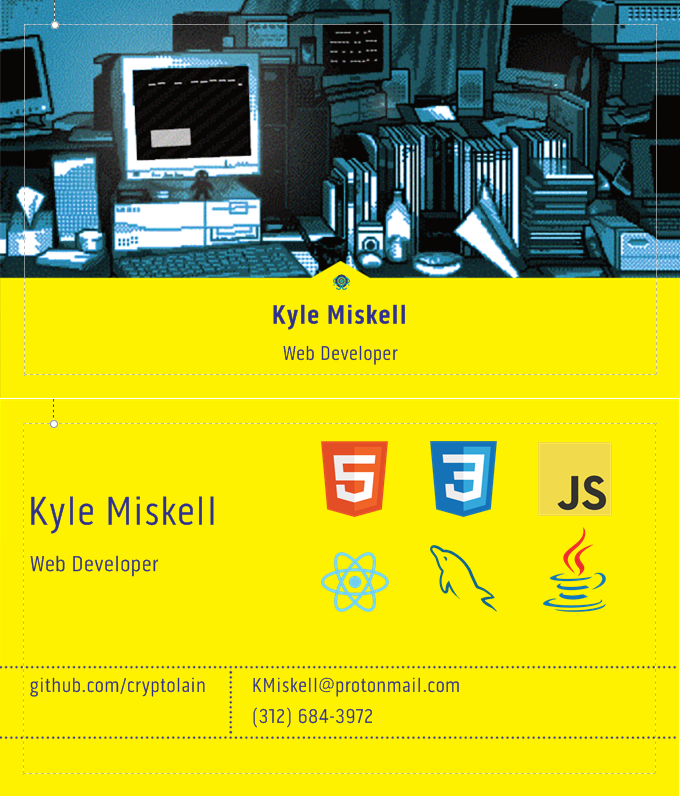 Kyle Miskell
Web Developer
5
3
JS
Kyle Miskell
Web Developer
github.com/cryptolain
KMiskell@protonmail.com
(312) 684-3972